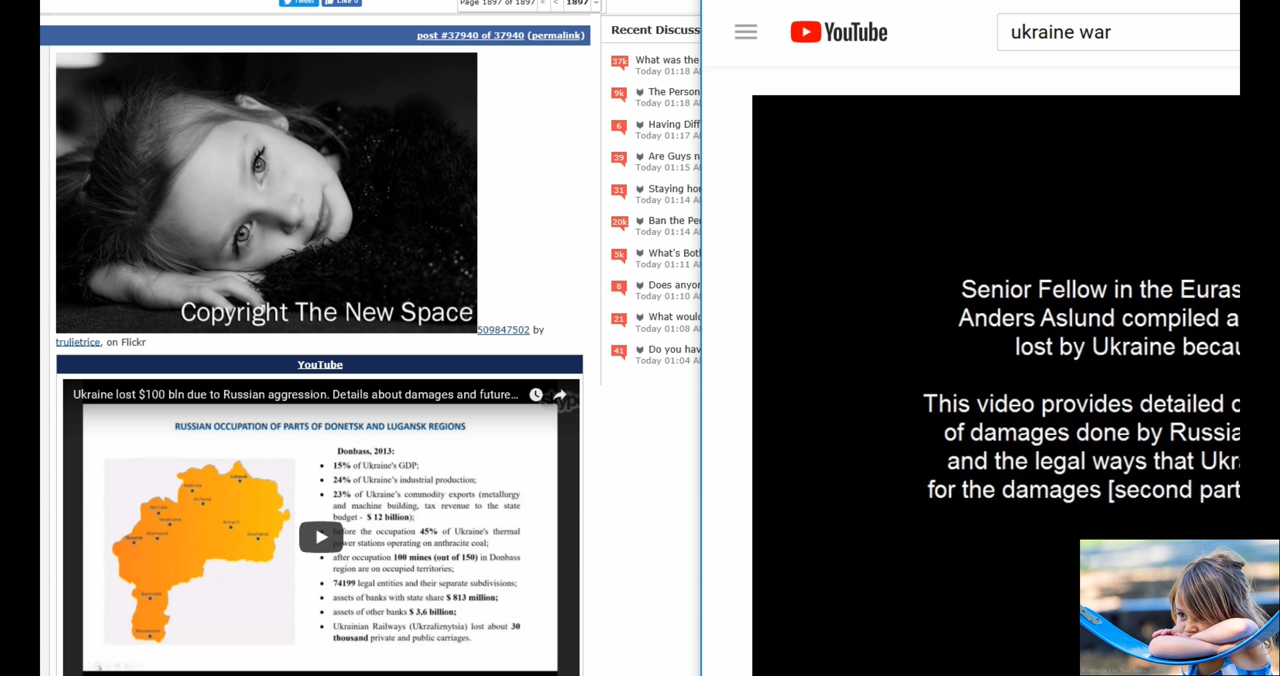 Tweet
Like 0
Page 1897 of 1897
1897
post #37940 of 37940 (permalink)
Copyright The New Space
509847502 by
trulietrice, on Flickr
YouTube
Ukraine lost $100 bln due to Russian aggression. Details about damages and future...
RUSSIAN OCCUPATION OF PARTS OF DONETSK AND LUGANSK REGIONS
Donbass, 2013:
15% of Ukraine's GDP;
24% of Ukraine's industrial production;
23% of Ukraine's commodity exports (metallurgy
and machine building, tax revenue to the state
budget - $ 12 billion);
before the occupation 45% of Ukraine's thermal
power stations operating on anthracite coal;
after occupation 100 mines (out of 150) in Donbass
region are on occupied territories;
74199 legal entities and their separate subdivisions;
assets of banks with state share $ 813 million;
assets of other banks $ 3,6 billion;
Ukrainian Railways (Ukrzaliznytsia) lost about 30
thousand private and public carriages.
Recent Discuss
37k What was the
Today 01:18 A
9k The Person
Today 01:18 A
6 Having Diff
Today 01:17 A
39 Are Guys n
Today 01:15 A
31 Staying ho
Today 01:14 A
20k Ban the Pe
Today 01:14 A
5k What's Bot
Today 01:11 A
8 Does anyo
Today 01:10 A
21 What would
Today 01:08 A
41 Do you hav
Today 01:04 A
YouTube
ukraine war
Senior Fellow in the Euras
Anders Aslund compiled a
lost by Ukraine becau
This video provides detailed
of damages done by Russia
and the legal ways that Ukr
for the damages [second part